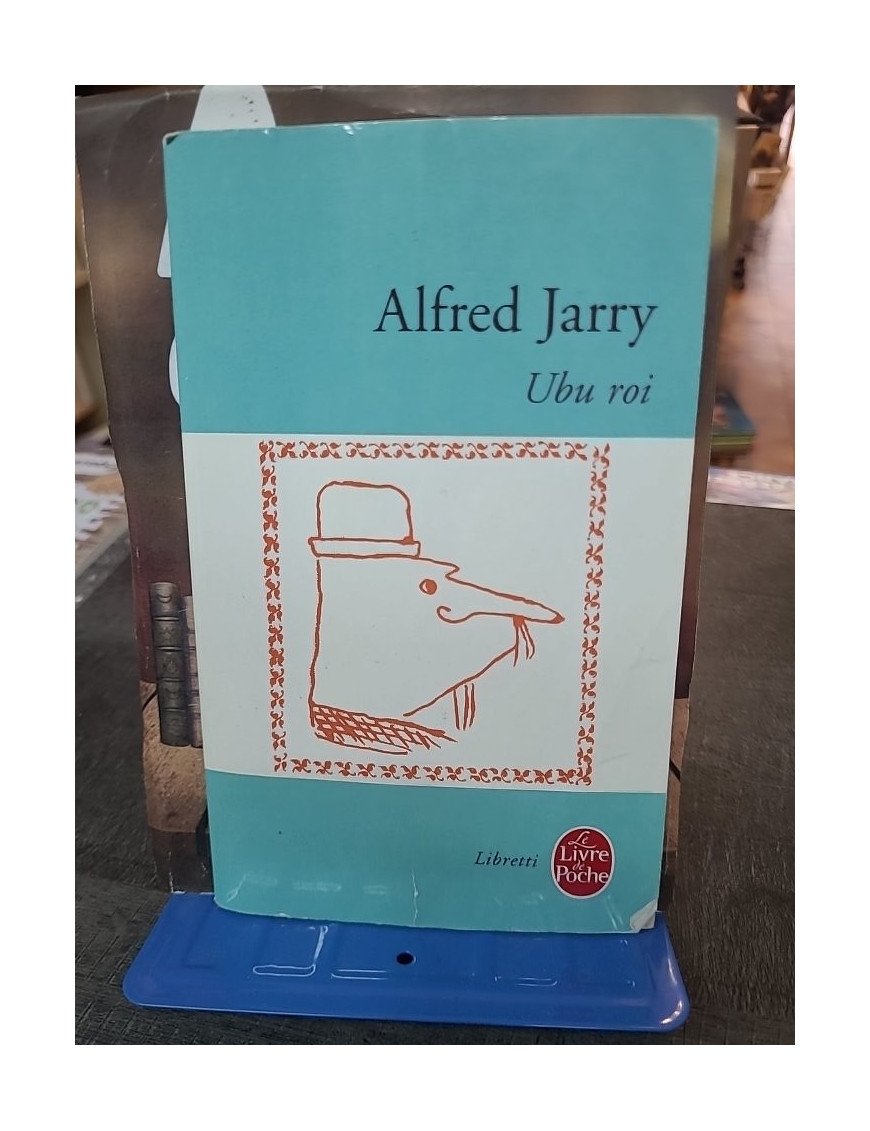 Alfred Jarry
Ubu roi
Libretti
Le
Livre
de
Poche